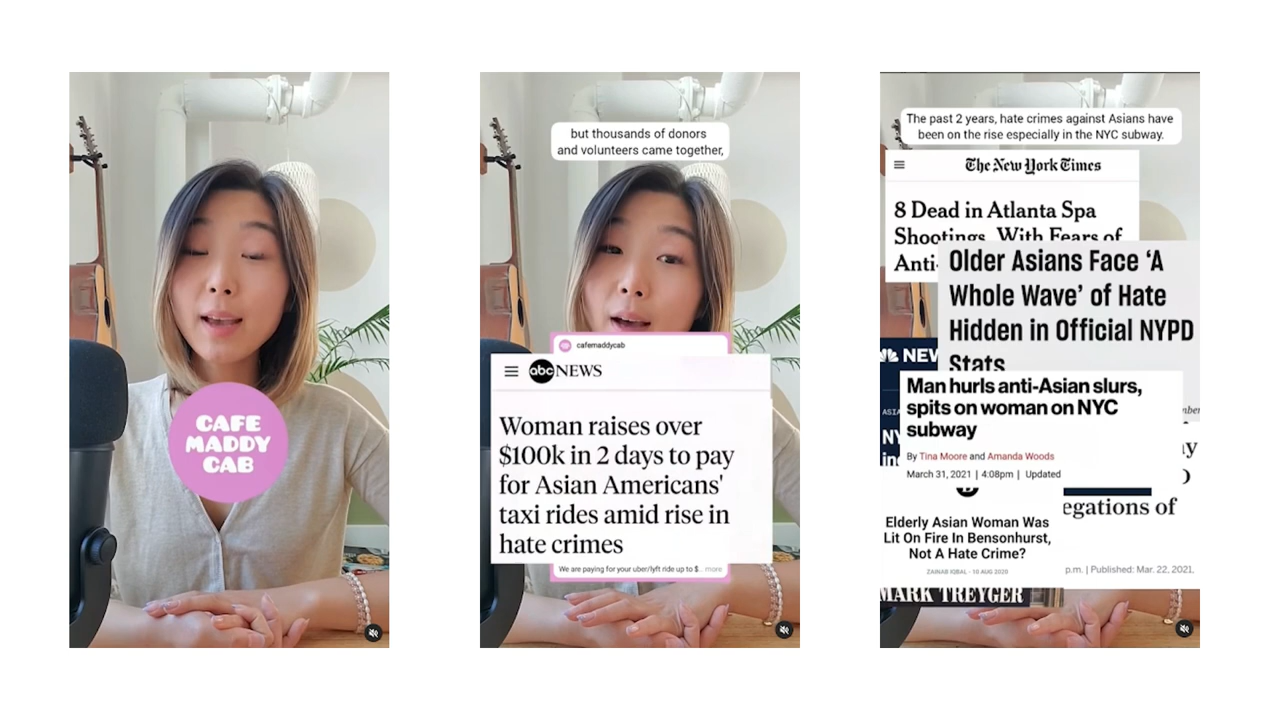 CAFE
MADDY
CAB
but thousands of donors
and volunteers came together,
cafemaddycab
abc NEWS
Woman raises over
$100k in 2 days to pay
for Asian Americans'
taxi rides amid rise in
hate crimes
We are paying for your uber/lyft ride up to $... more
The past 2 years, hate crimes against Asians have
been on the rise especially in the NYC subway.
The New York Times
8 Dead in Atlanta Spa
Shootings, With Fears of
Anti-
Older Asians Face ‘A
Whole Wave’ of Hate
Hidden in Official NYPD
Stats
NEW
ASIA
Man hurls anti-Asian slurs,
spits on woman on NYC
subway
By Tina Moore and Amanda Woods
March 31, 2021 | 4:08pm | Updated
NY
in
egations of
Elderly Asian Woman Was
Lit On Fire In Bensonhurst,
Not A Hate Crime?
ZAINAB IQBAL - 10 AUG 2020
p.m. | Published: Mar. 22, 2021,
MARK TREYGER